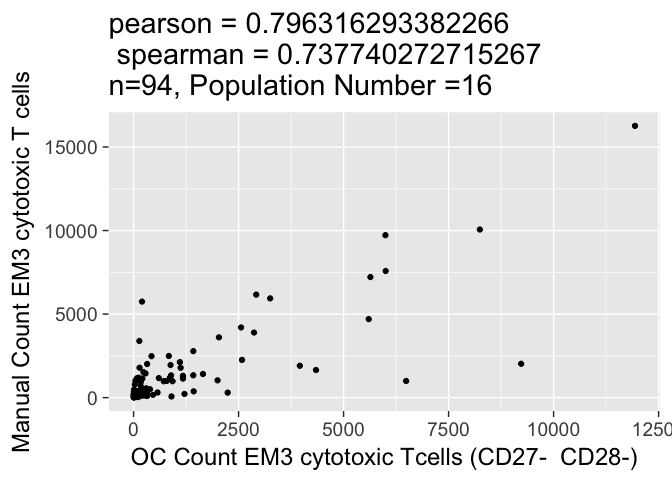 pearson = 0.796316293382266
spearman = 0.737740272715267
n=94, Population Number =16
Manual Count EM3 cytotoxic T cells
15000
10000
5000
0
0
2500
5000
7500
10000
1250
OC Count EM3 cytotoxic Tcells (CD27-  CD28-)